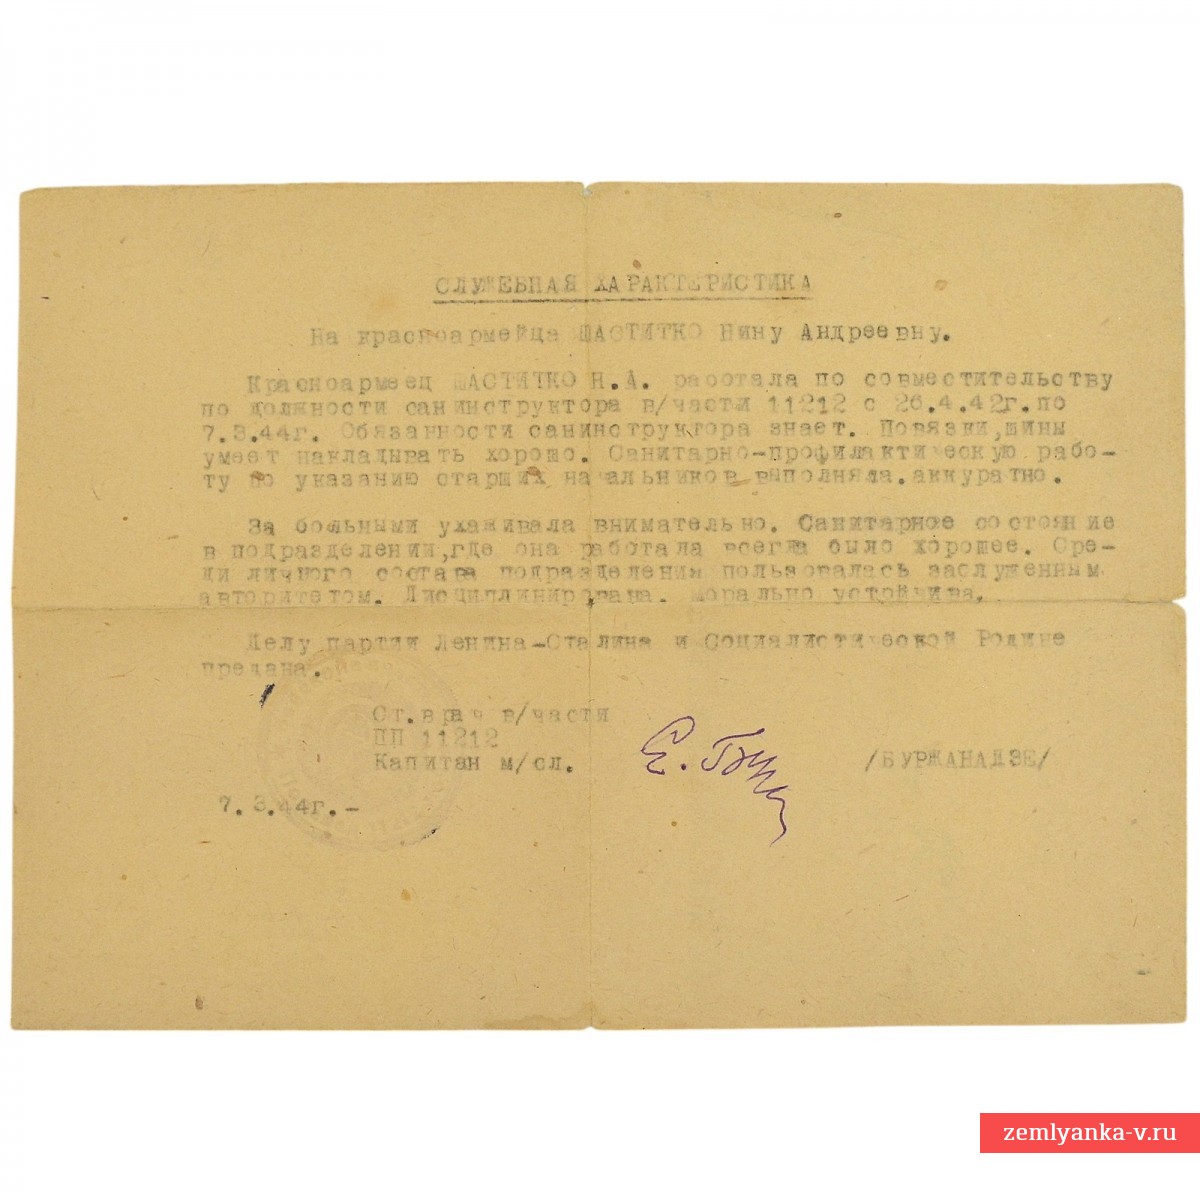 СЛУЖЕБНАЯ ХАРАКТЕРИСТИКА
На красноармейца ШАСТИТКО Нину Андреевну.
Красноармеец ШАСТИТКО Н.А. работала по совместительству
по должности санинструктора в/части 11212 с 26.4.42г. по
7.3.44г. Обязанности санинструктора знает. Повязки, шины
умеет накладывать хорошо. Санитарно-профилактическую рабо-
ту по указанию старших начальников выполняла.аккуратно.
За больными ухаживала внимательно. Санитарное состояние
в подразделении, где она работала всегда было хорошее. Сре-
ди личного состава подразделения пользовалась заслуженным
авторитетом. Дисциплинирована. Морально устойчива.
Делу партии Ленина-Сталина и Социалистической Родине
предана.
Ст. врач в/части
ПП 11212
Капитан м/сл.
/БУРЖАНАДЗЕ/
7.3.44г.-
zemlyanka-v.ru